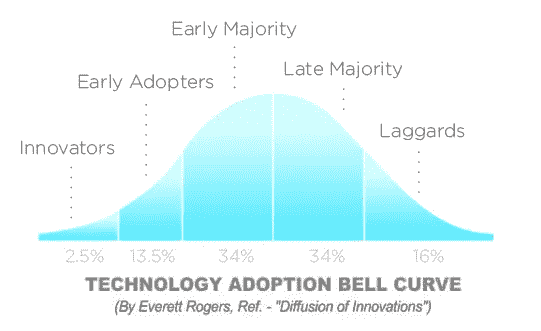 Early Majority
Early Adopters
Late Majority
Innovators
Laggards
2.5% 13.5% 34% 34% 16%
TECHNOLOGY ADOPTION BELL CURVE
(By Everett Rogers, Ref. - "Diffusion of Innovations")